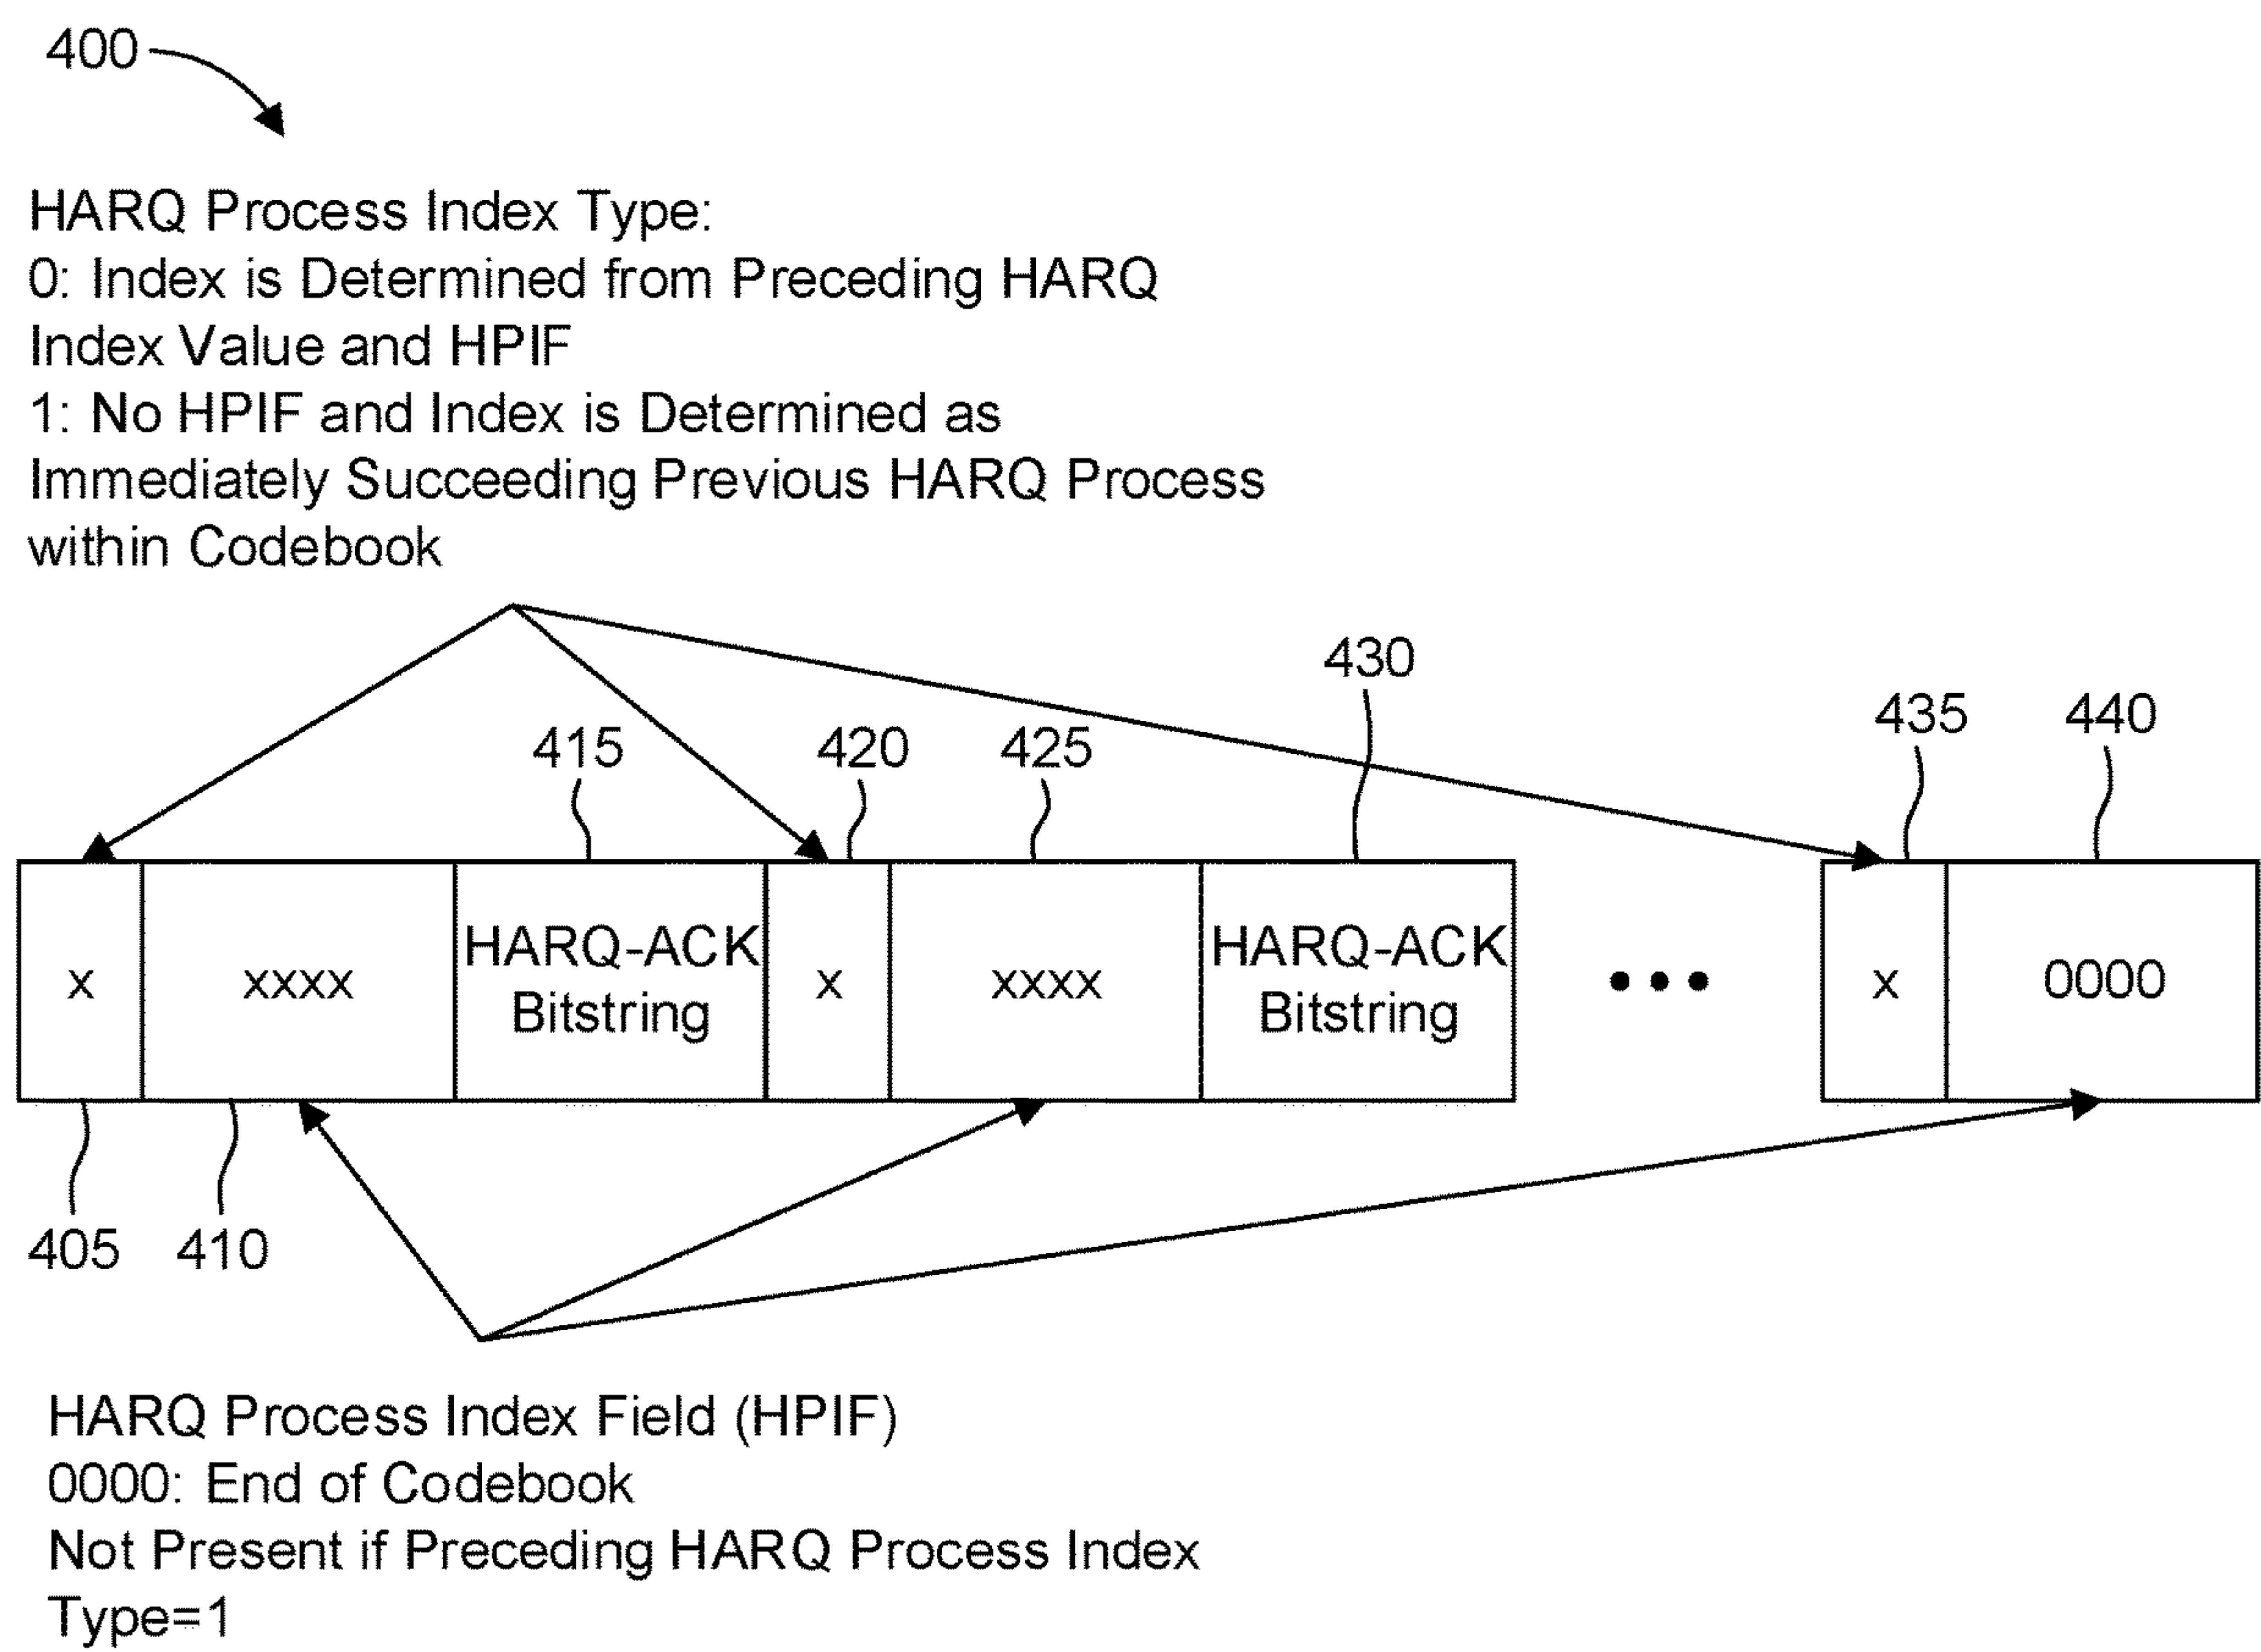 400
HARQ Process Index Type:
0: Index is Determined from Preceding HARQ
Index Value and HPIF
1: No HPIF and Index is Determined as
Immediately Succeeding Previous HARQ Process
within Codebook
430
435
440
415
420
425
x
xxxx
HARQ-ACK
Bitstring
x
xxxx
HARQ-ACK
Bitstring
•••
x
0000
405
410
HARQ Process Index Field (HPIF)
0000: End of Codebook
Not Present if Preceding HARQ Process Index
Type=1